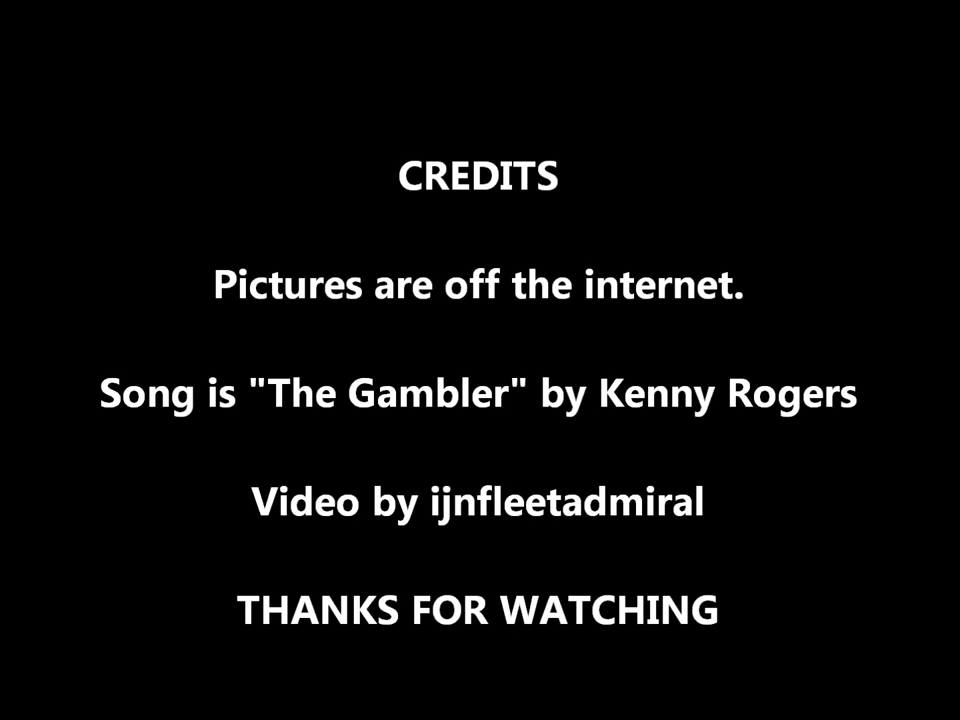 CREDITS
Pictures are off the internet.
Song is "The Gambler" by Kenny Rogers
Video by ijnfleetadmiral
THANKS FOR WATCHING